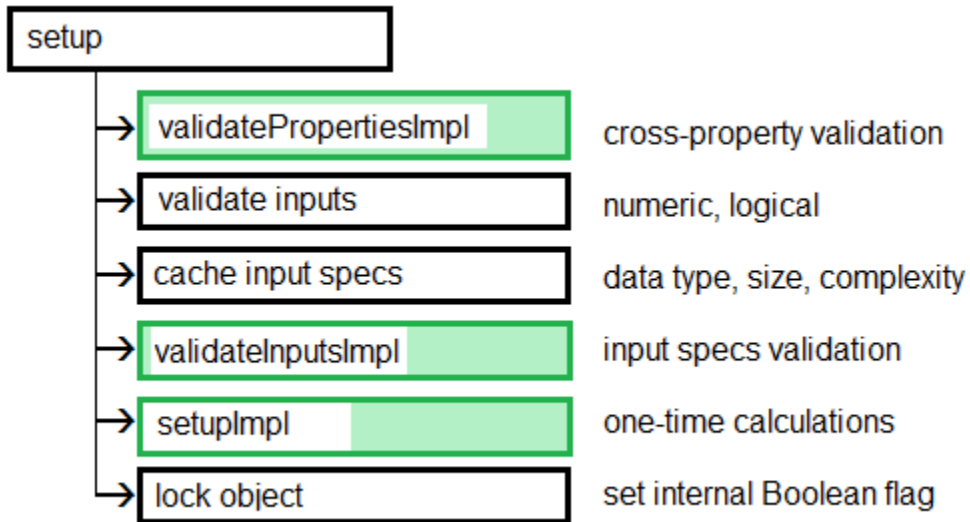 setup
validatePropertiesImpl cross-property validation
validate inputs numeric, logical
cache input specs data type, size, complexity
validateInputsImpl input specs validation
setupImpl one-time calculations
lock object set internal Boolean flag